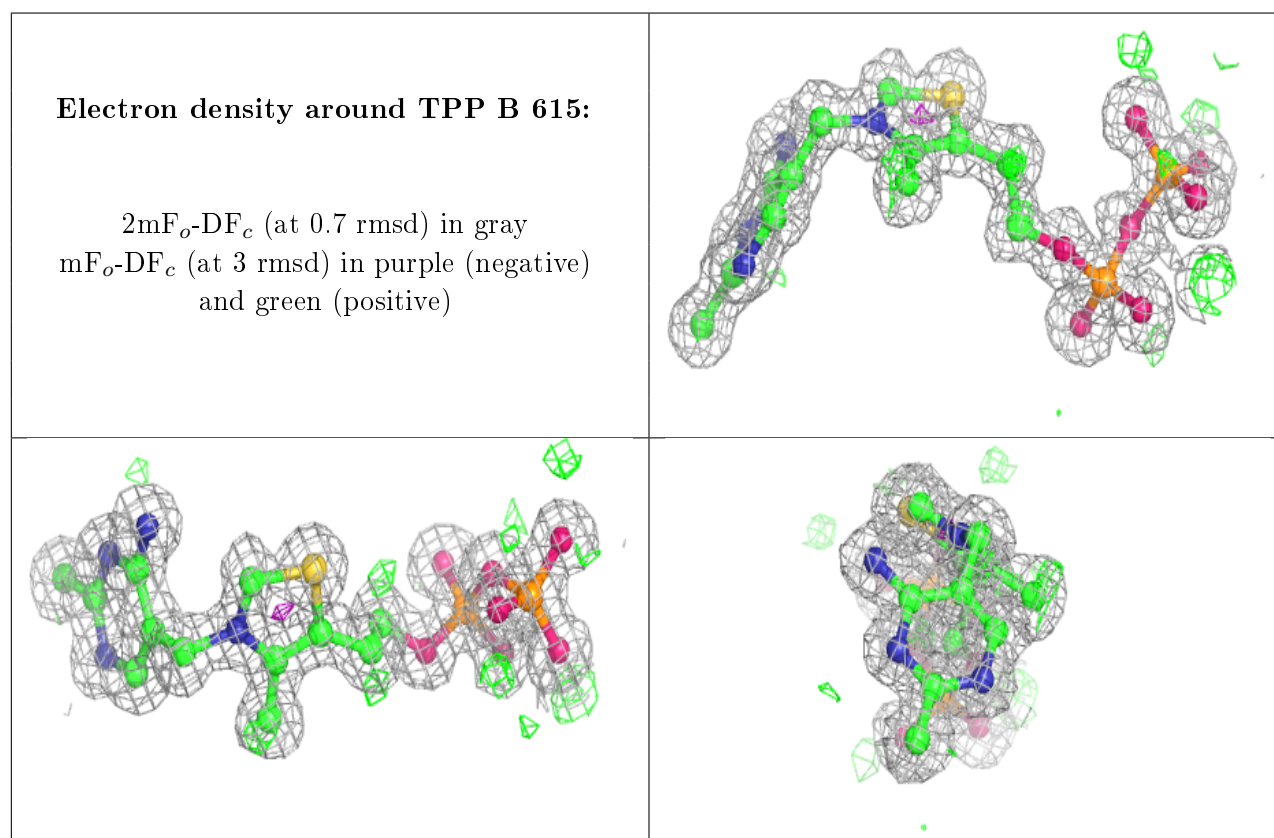 Electron density around TPP B 615:
2mFₒ-DF𝒸 (at 0.7 rmsd) in gray
mFₒ-DF𝒸 (at 3 rmsd) in purple (negative)
and green (positive)